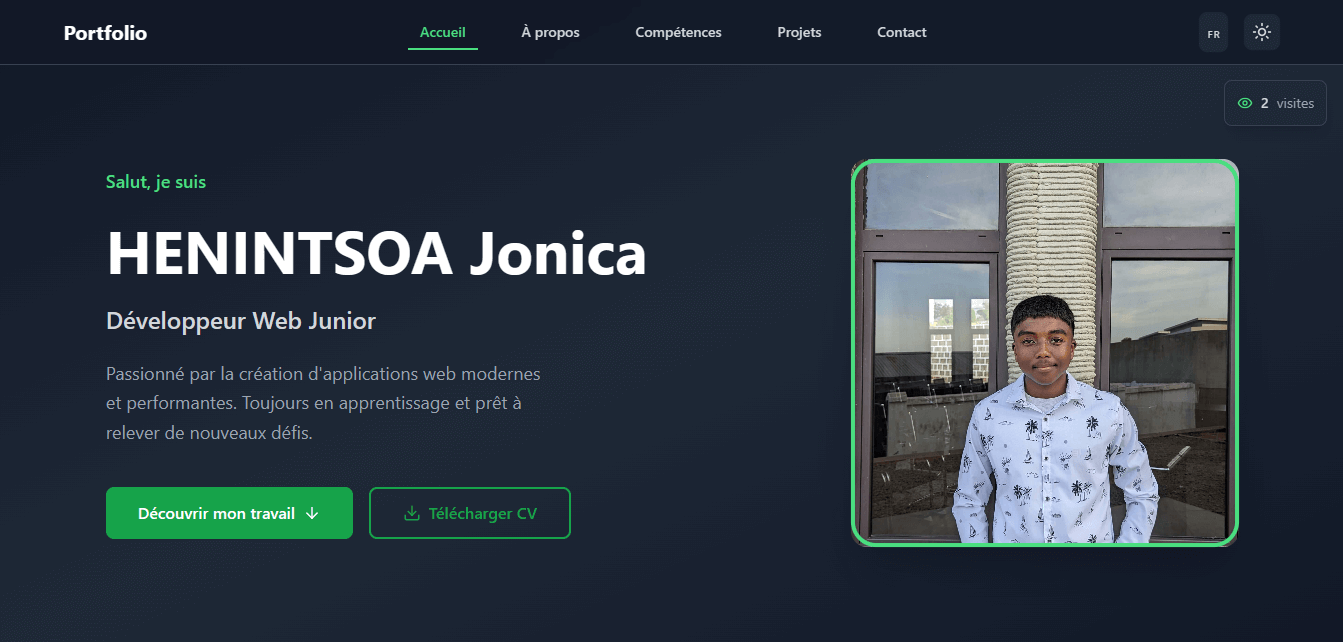 Portfolio
Accueil
À propos
Compétences
Projets
Contact
FR
2 visites
Salut, je suis
HENINTSOA Jonica
Développeur Web Junior
Passionné par la création d'applications web modernes
et performantes. Toujours en apprentissage et prêt à
relever de nouveaux défis.
Découvrir mon travail
Télécharger CV